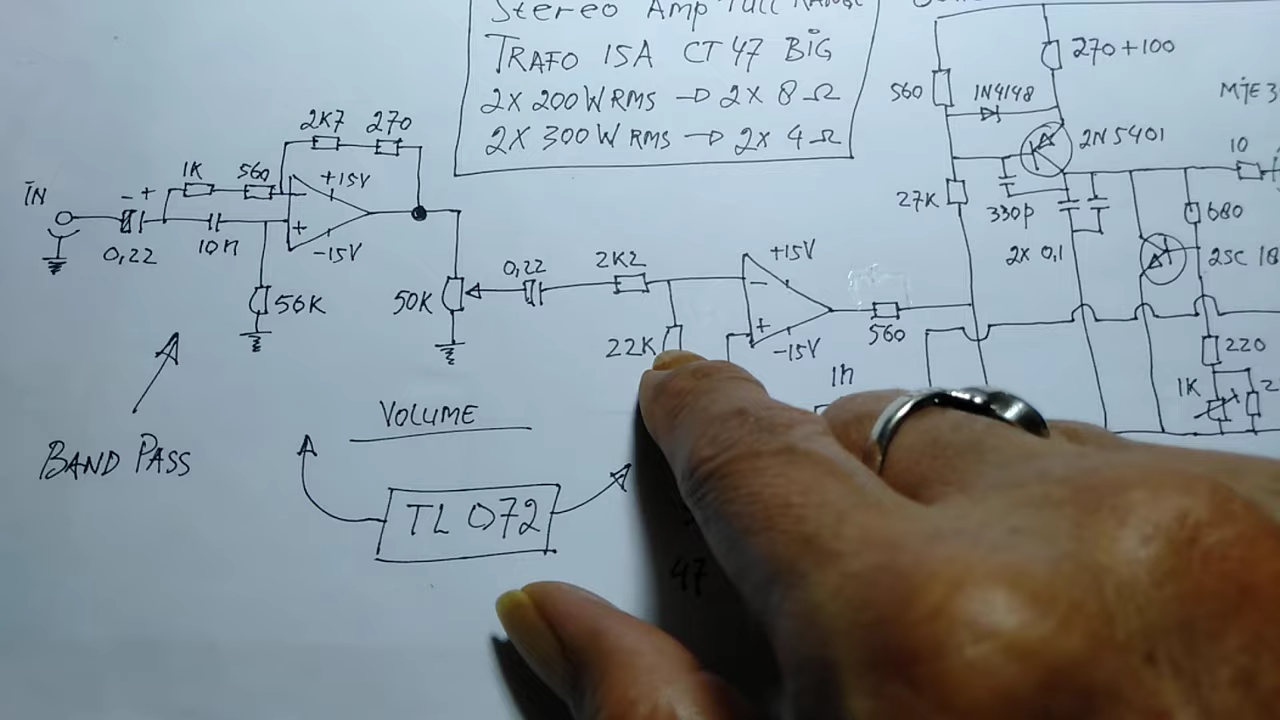 Stereo Amp Full RANGE
TRAFO 15A CT 47 BIG
2X 200W RMS → 2X 8 Ω
2X 300W RMS → 2X 4 Ω
270+100
560
1N4148
2N5401
10
27K
330p
680
2X 0,1
220
1K
2K7
270
1K
560
+15V
IN
- +
-
+
0,22
10n
-15V
56K
50K
0,22
2K2
+15V
-
+
-15V
22K
560
1n
VOLUME
BAND PASS
TL 072
47